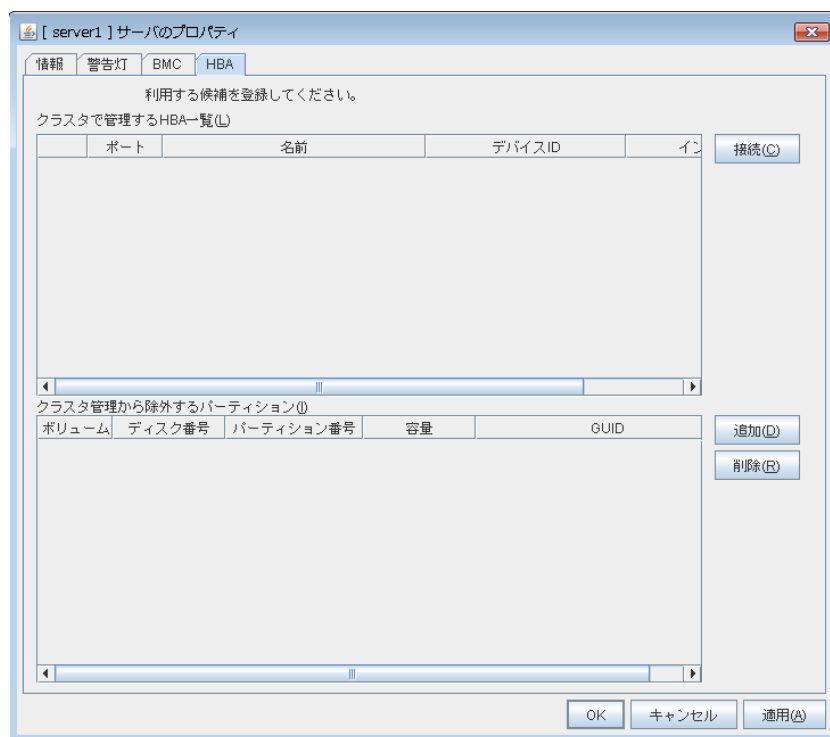 [ server1 ] サーバのプロパティ
情報 警告灯 BMC HBA
利用する候補を登録してください。
クラスタで管理するHBA一覧(L)
ポート 名前 デバイスID イン
接続(C)
クラスタ管理から除外するパーティション(I)
ボリューム ディスク番号 パーティション番号 容量 GUID
追加(D)
削除(R)
OK キャンセル 適用(A)